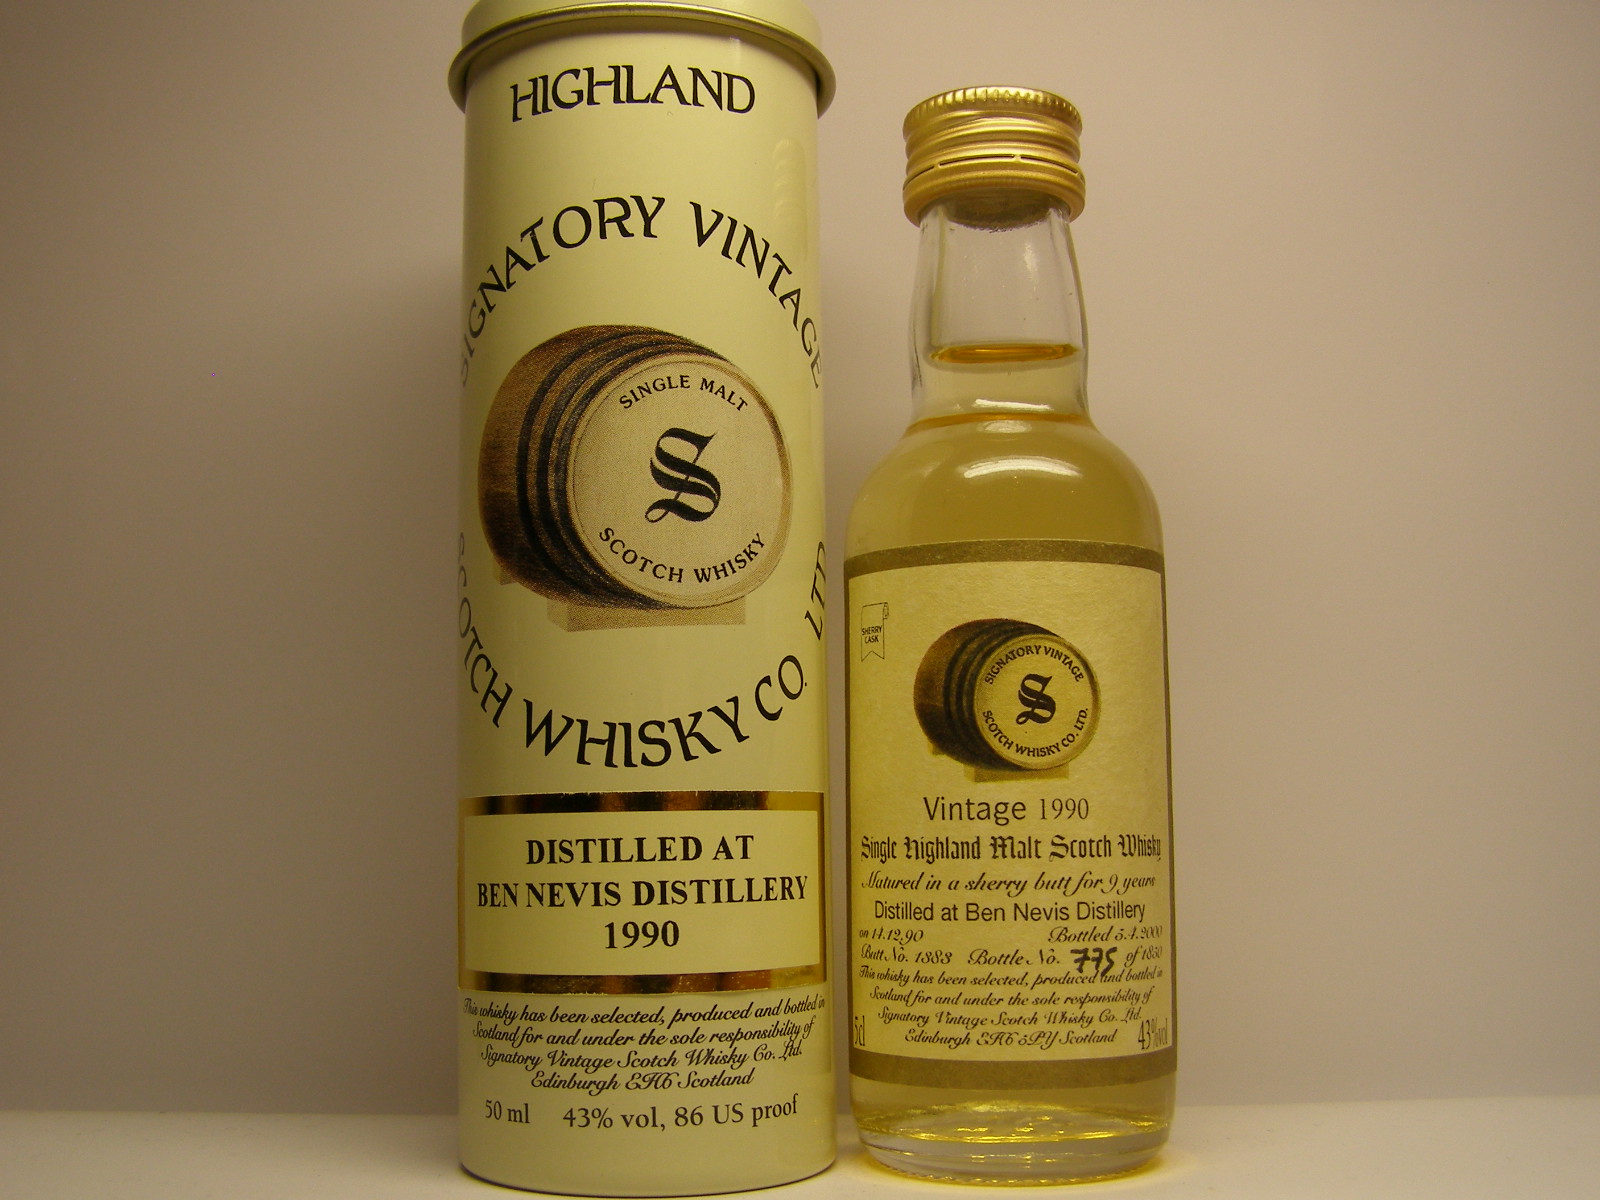 HIGHLAND
SIGNATORY VINTAGE
SCOTCH WHISKY CO. LTD
SINGLE MALT
S
SCOTCH WHISKY
DISTILLED AT
BEN NEVIS DISTILLERY
1990
This whisky has been selected, produced and bottled in
Scotland for and under the sole responsibility of
Signatory Vintage Scotch Whisky Co. Ltd.
Edinburgh EH6 Scotland
50 ml 43% vol, 86 US proof
SHERRY
CASK
SIGNATORY VINTAGE
S
SCOTCH WHISKY CO. LTD.
Vintage 1990
Single Highland Malt Scotch Whisky
Matured in a sherry butt for 9 years
Distilled at Ben Nevis Distillery
on 14.12.90 Bottled 5.4.2000
Butt No. 1383 Bottle No. 775 of 1850
This whisky has been selected, produced and bottled in
Scotland for and under the sole responsibility of
Signatory Vintage Scotch Whisky Co. Ltd.
5cl Edinburgh EH6 5PY Scotland 43%vol